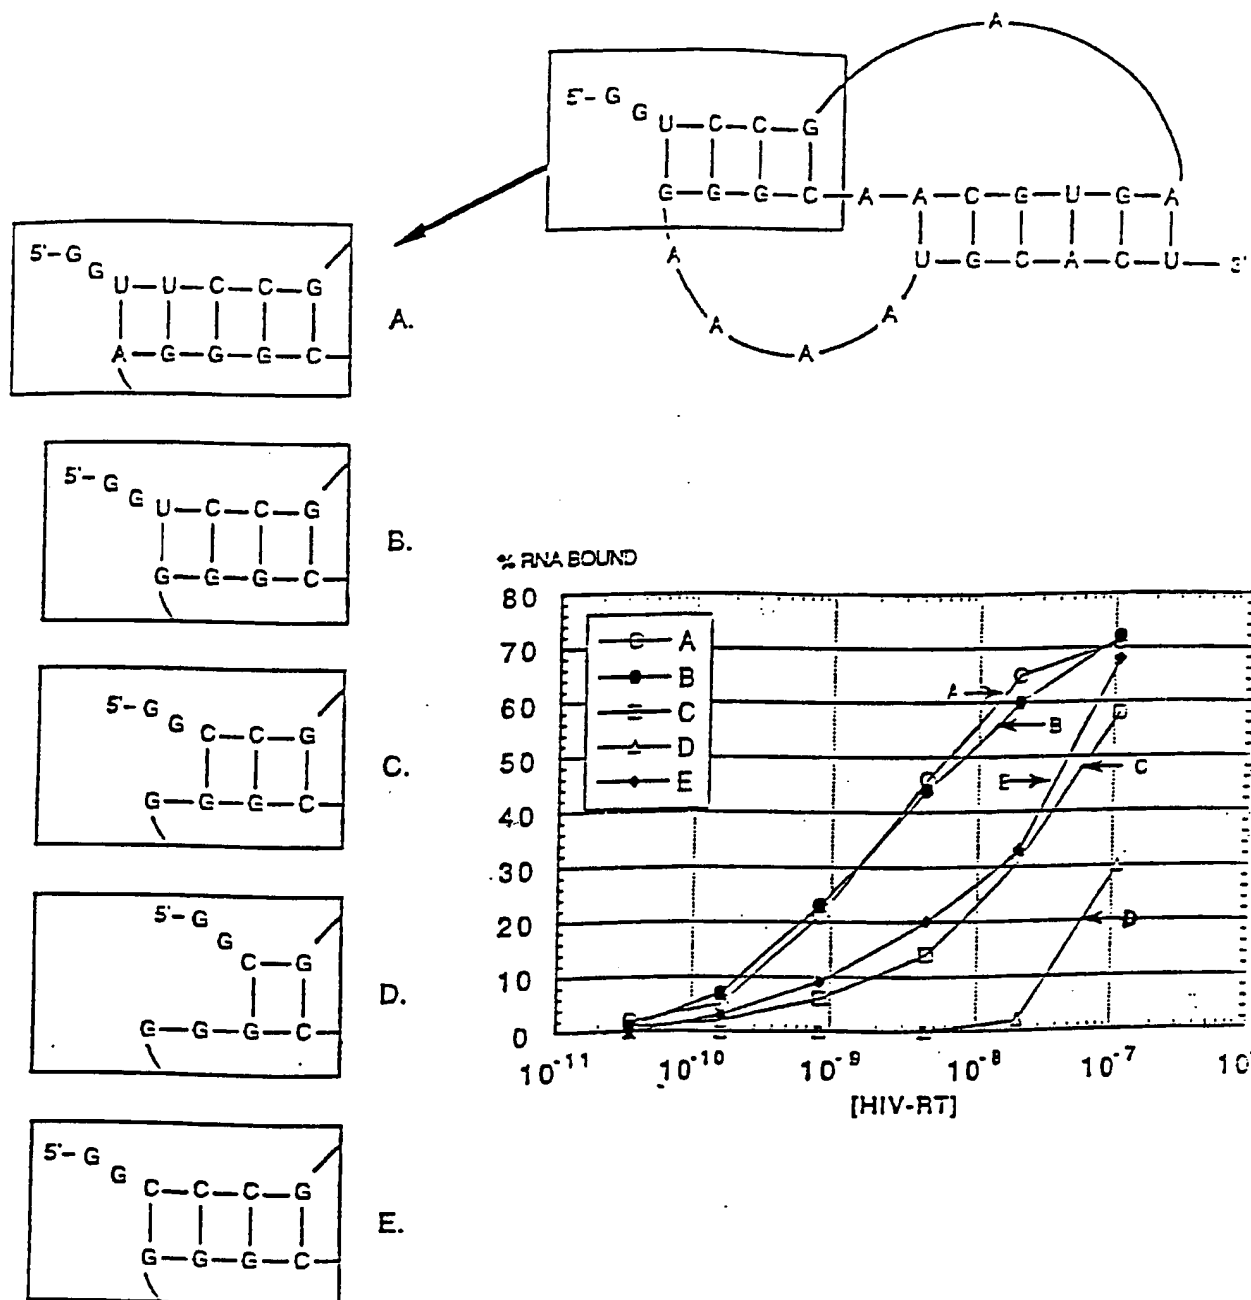 A
5'-G G U—C—C—G
G—G—G—C—A—A—C—G—U—G—A
U—G—C—A—C—U—3'
A A A A
5'-G G U—U—C—C—G
A—G—G—G—C
A.
5'-G G U—C—C—G
G—G—G—C
B.
5'-G G C—C—G
G—G—G—C
C.
5'-G G C—G
G—G—G—C
D.
5'-G G C—C—C—G
G—G—G—C
E.
% RNA BOUND
80
70
60
50
40
30
20
10
0
A
B
C
D
E
A
B
E
C
D
10-11
10-10
10-9
10-8
10-7
10
[HIV-RT]